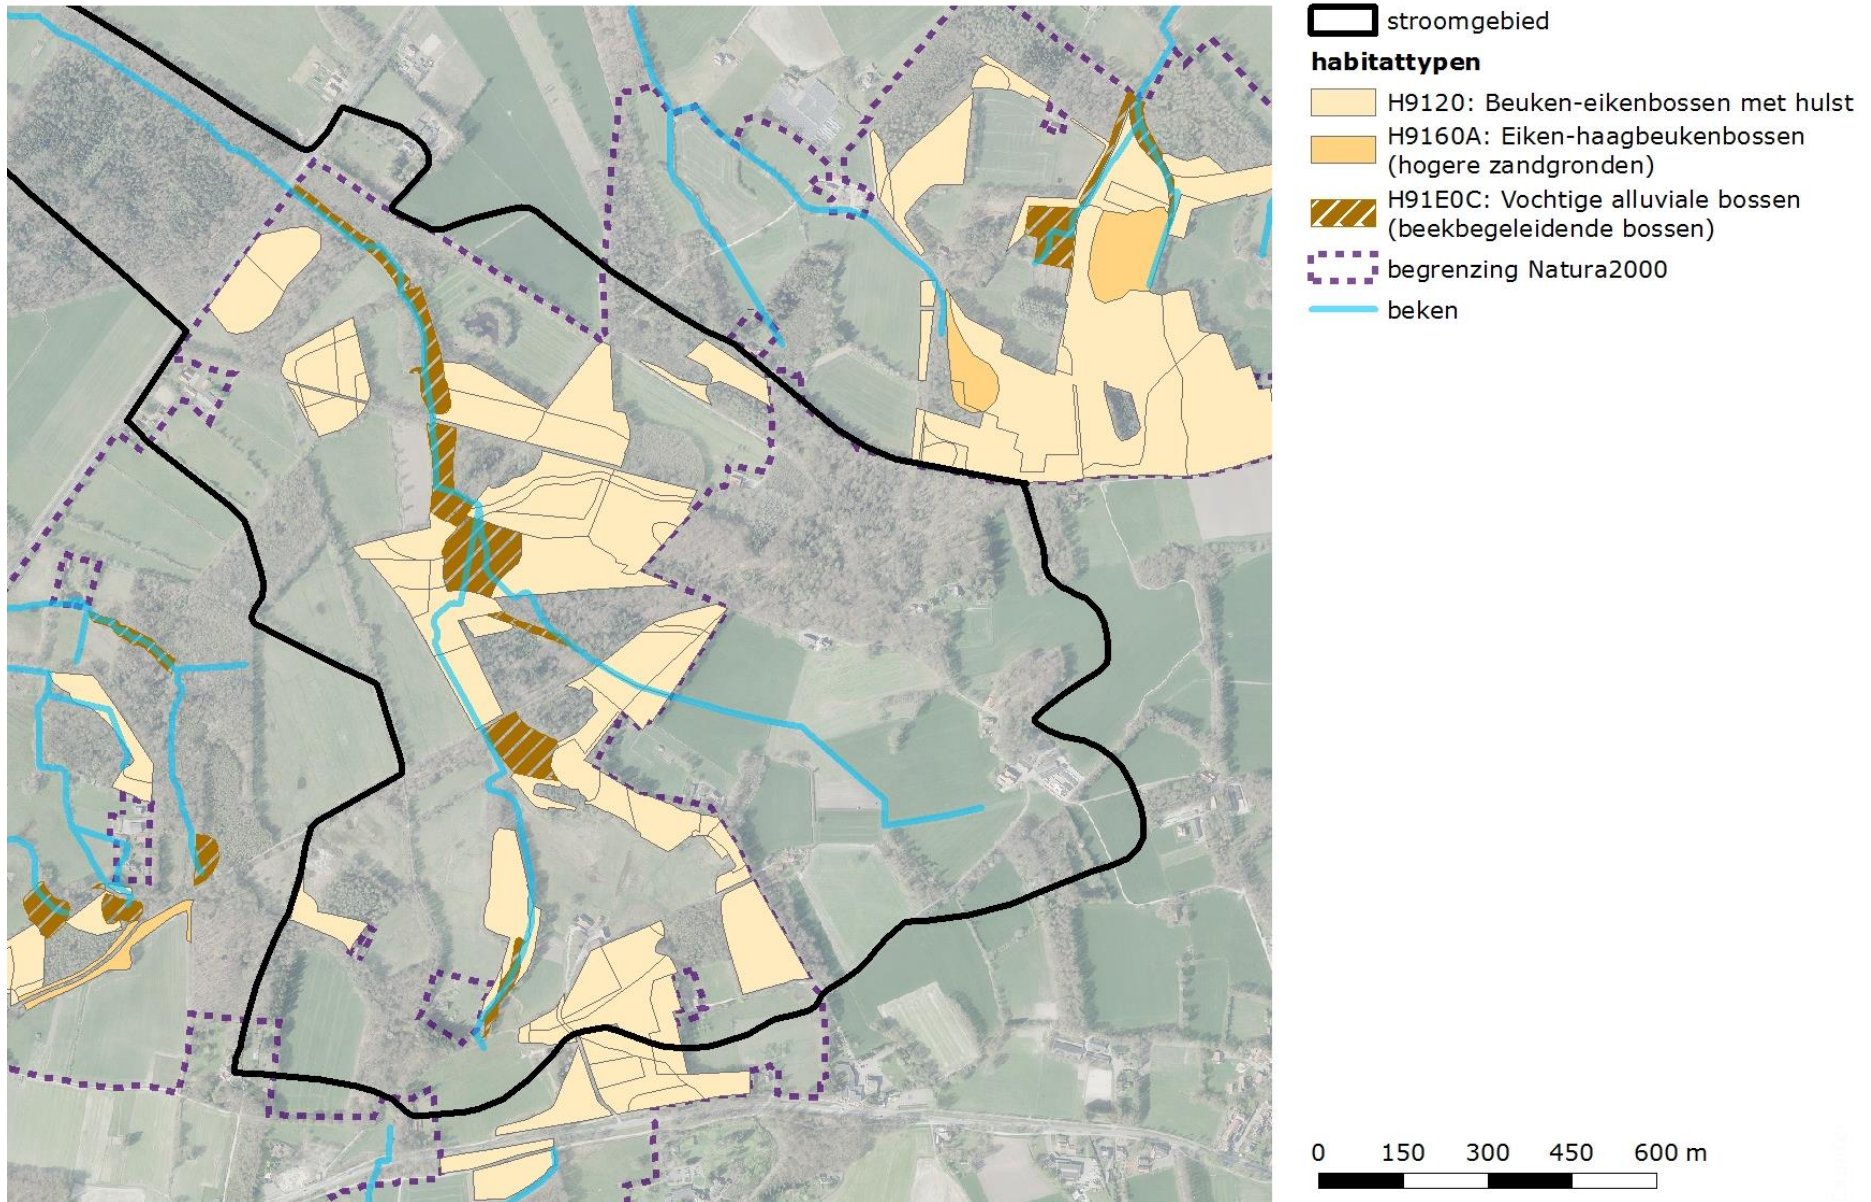 stroomgebied
habitattypen
H9120: Beuken-eikenbossen met hulst
H9160A: Eiken-haagbeukenbossen
(hogere zandgronden)
H91E0C: Vochtige alluviale bossen
(beekbegeleidende bossen)
begrenzing Natura2000
beken
0 150 300 450 600 m